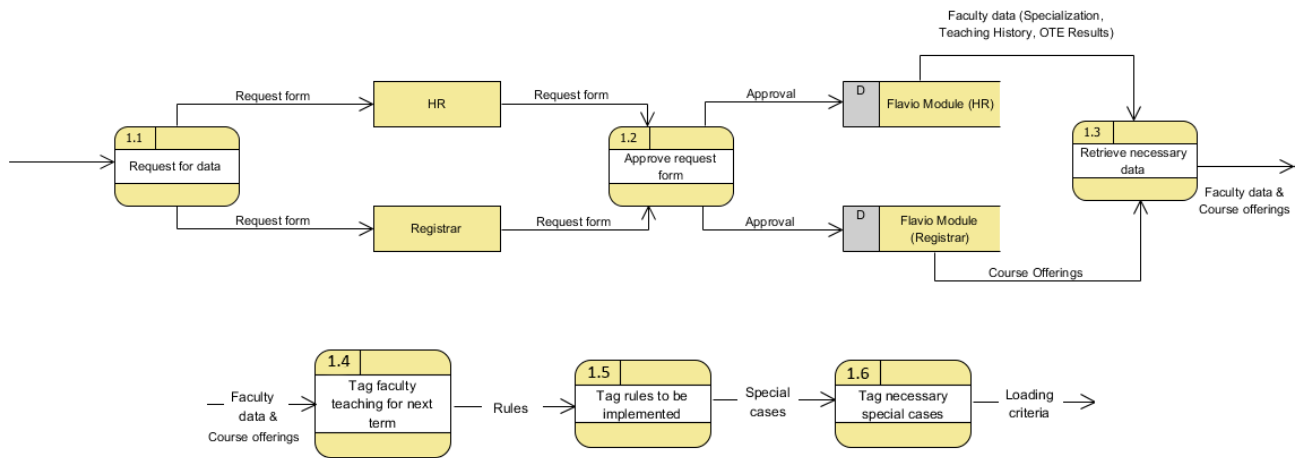 Faculty data (Specialization,
Teaching History, OTE Results)
Request form
HR
Request form
Approval
D
Flavio Module (HR)
1.1
Request for data
1.2
Approve request
form
1.3
Retrieve necessary
data
Faculty data &
Course offerings
Request form
Registrar
Request form
Approval
D
Flavio Module
(Registrar)
Course Offerings
Faculty
data &
Course offerings
1.4
Tag faculty
teaching for next
term
Rules
1.5
Tag rules to be
implemented
Special
cases
1.6
Tag necessary
special cases
Loading
criteria